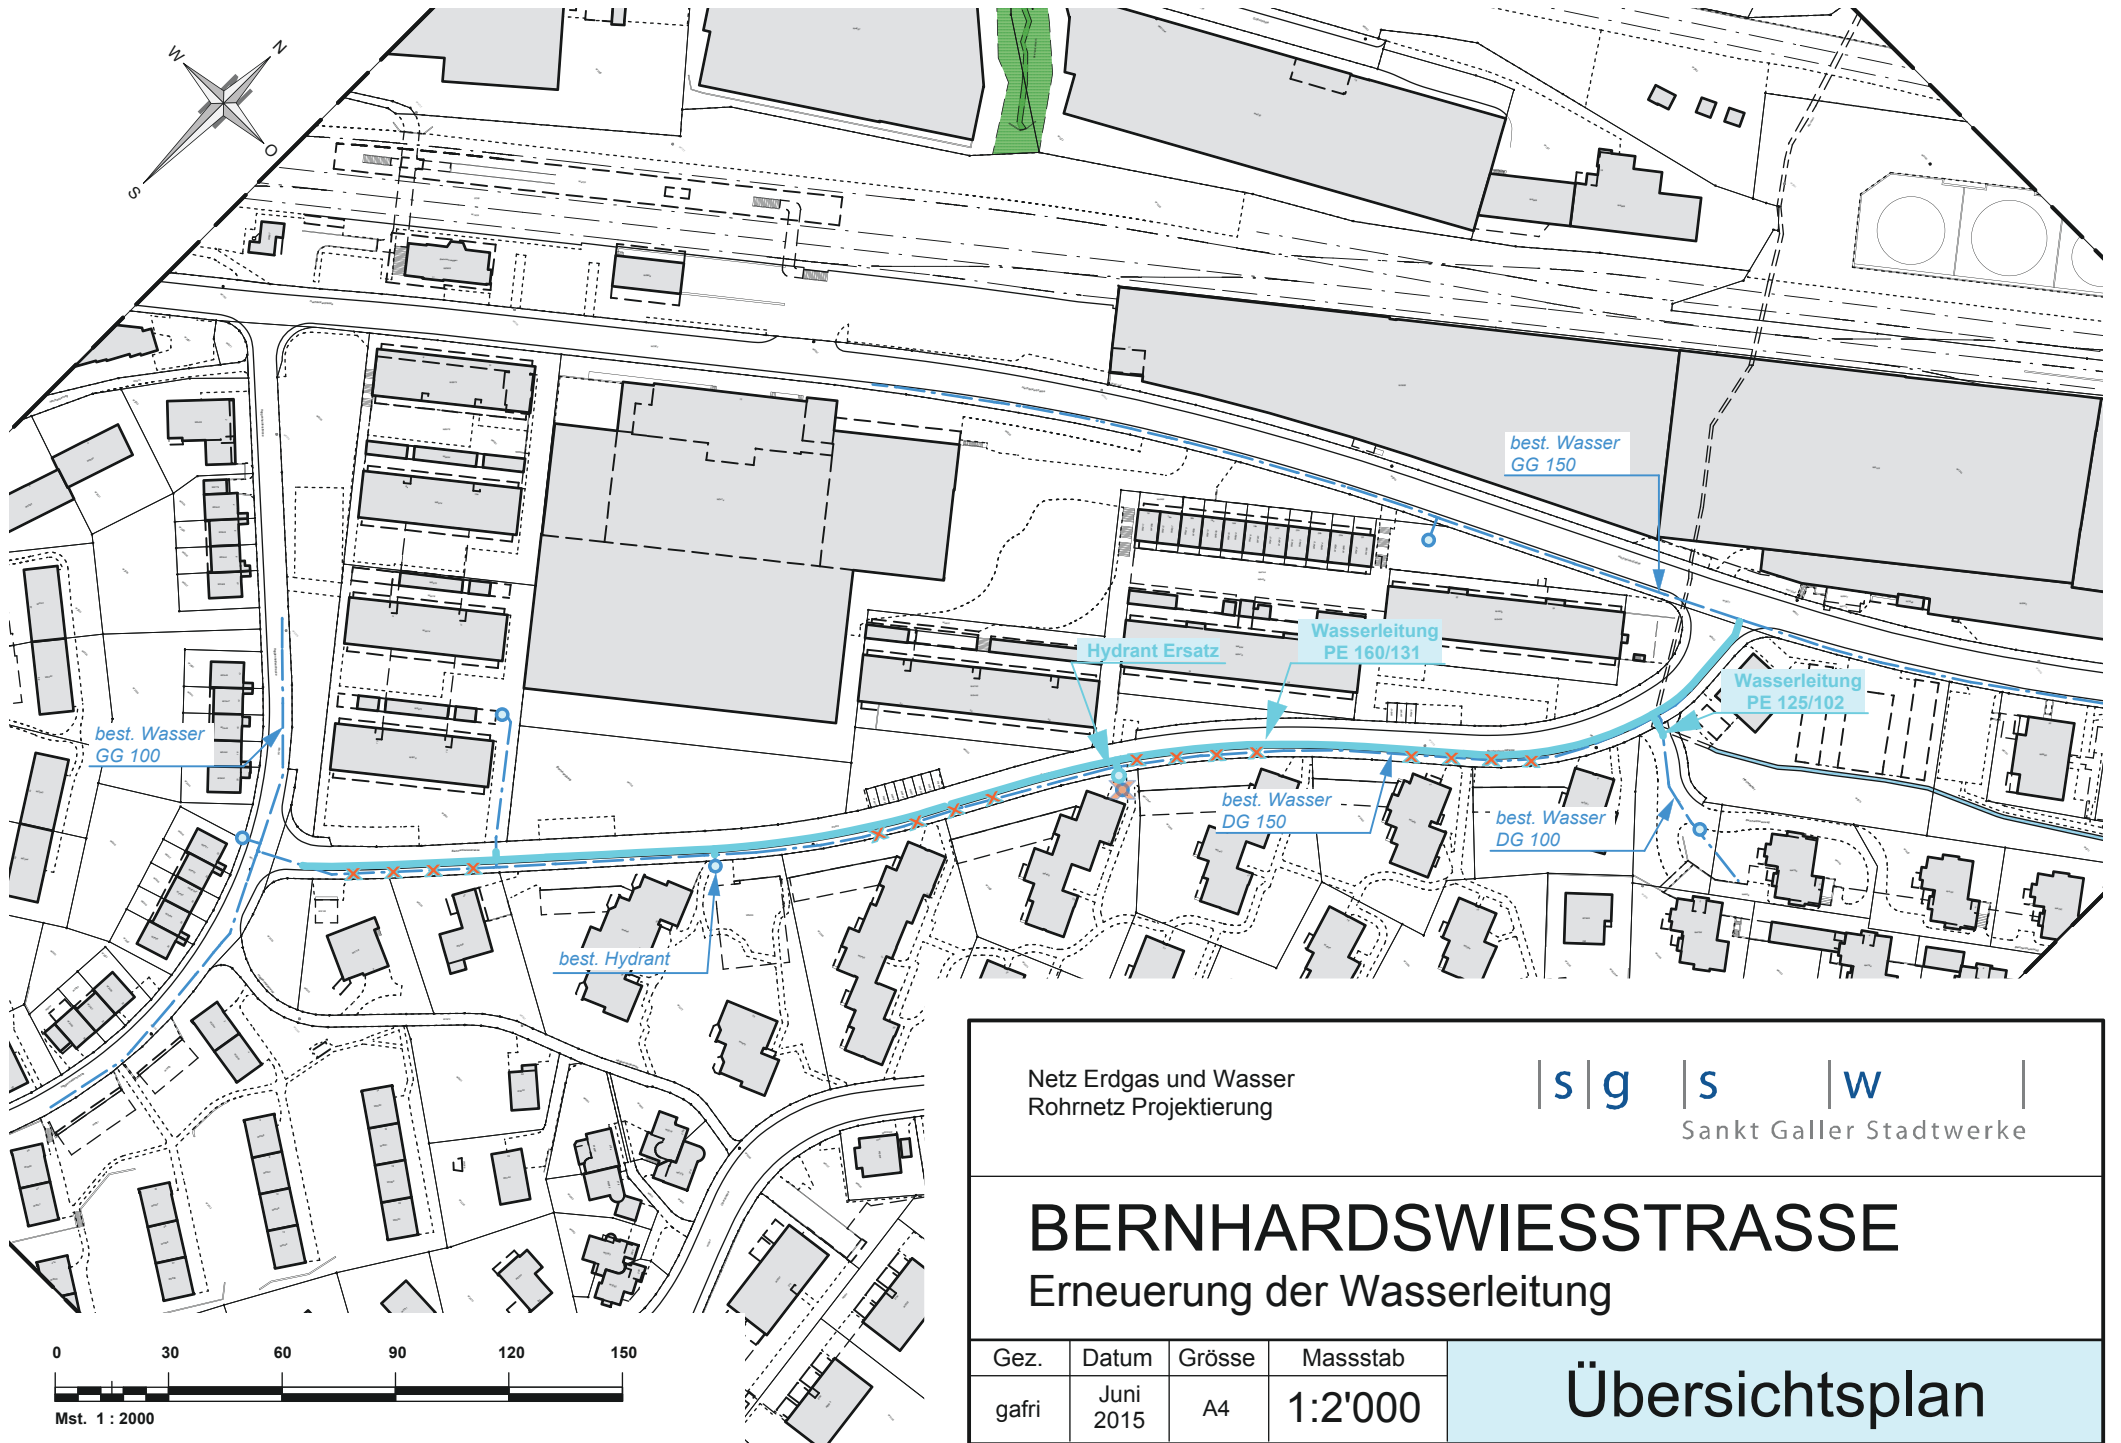 W
N
O
S
best. Wasser
GG 150
Wasserleitung
PE 160/131
Hydrant Ersatz
Wasserleitung
PE 125/102
best. Wasser
GG 100
best. Wasser
DG 150
best. Wasser
DG 100
best. Hydrant
Netz Erdgas und Wasser
Rohrnetz Projektierung
s g s w
Sankt Galler Stadtwerke
BERNHARDSWIESSTRASSE
Erneuerung der Wasserleitung
Gez. Datum Grösse Massstab
gafri Juni 2015 A4 1:2'000
Übersichtsplan
0 30 60 90 120 150
Mst. 1 : 2000